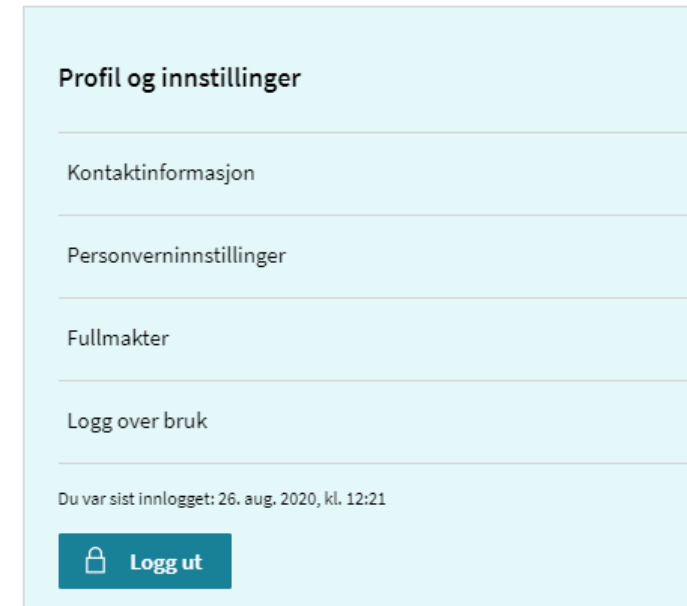 Profil og innstillinger
Kontaktinformasjon
Personverninnstillinger
Fullmakter
Logg over bruk
Du var sist innlogget: 26. aug. 2020, kl. 12:21
Logg ut